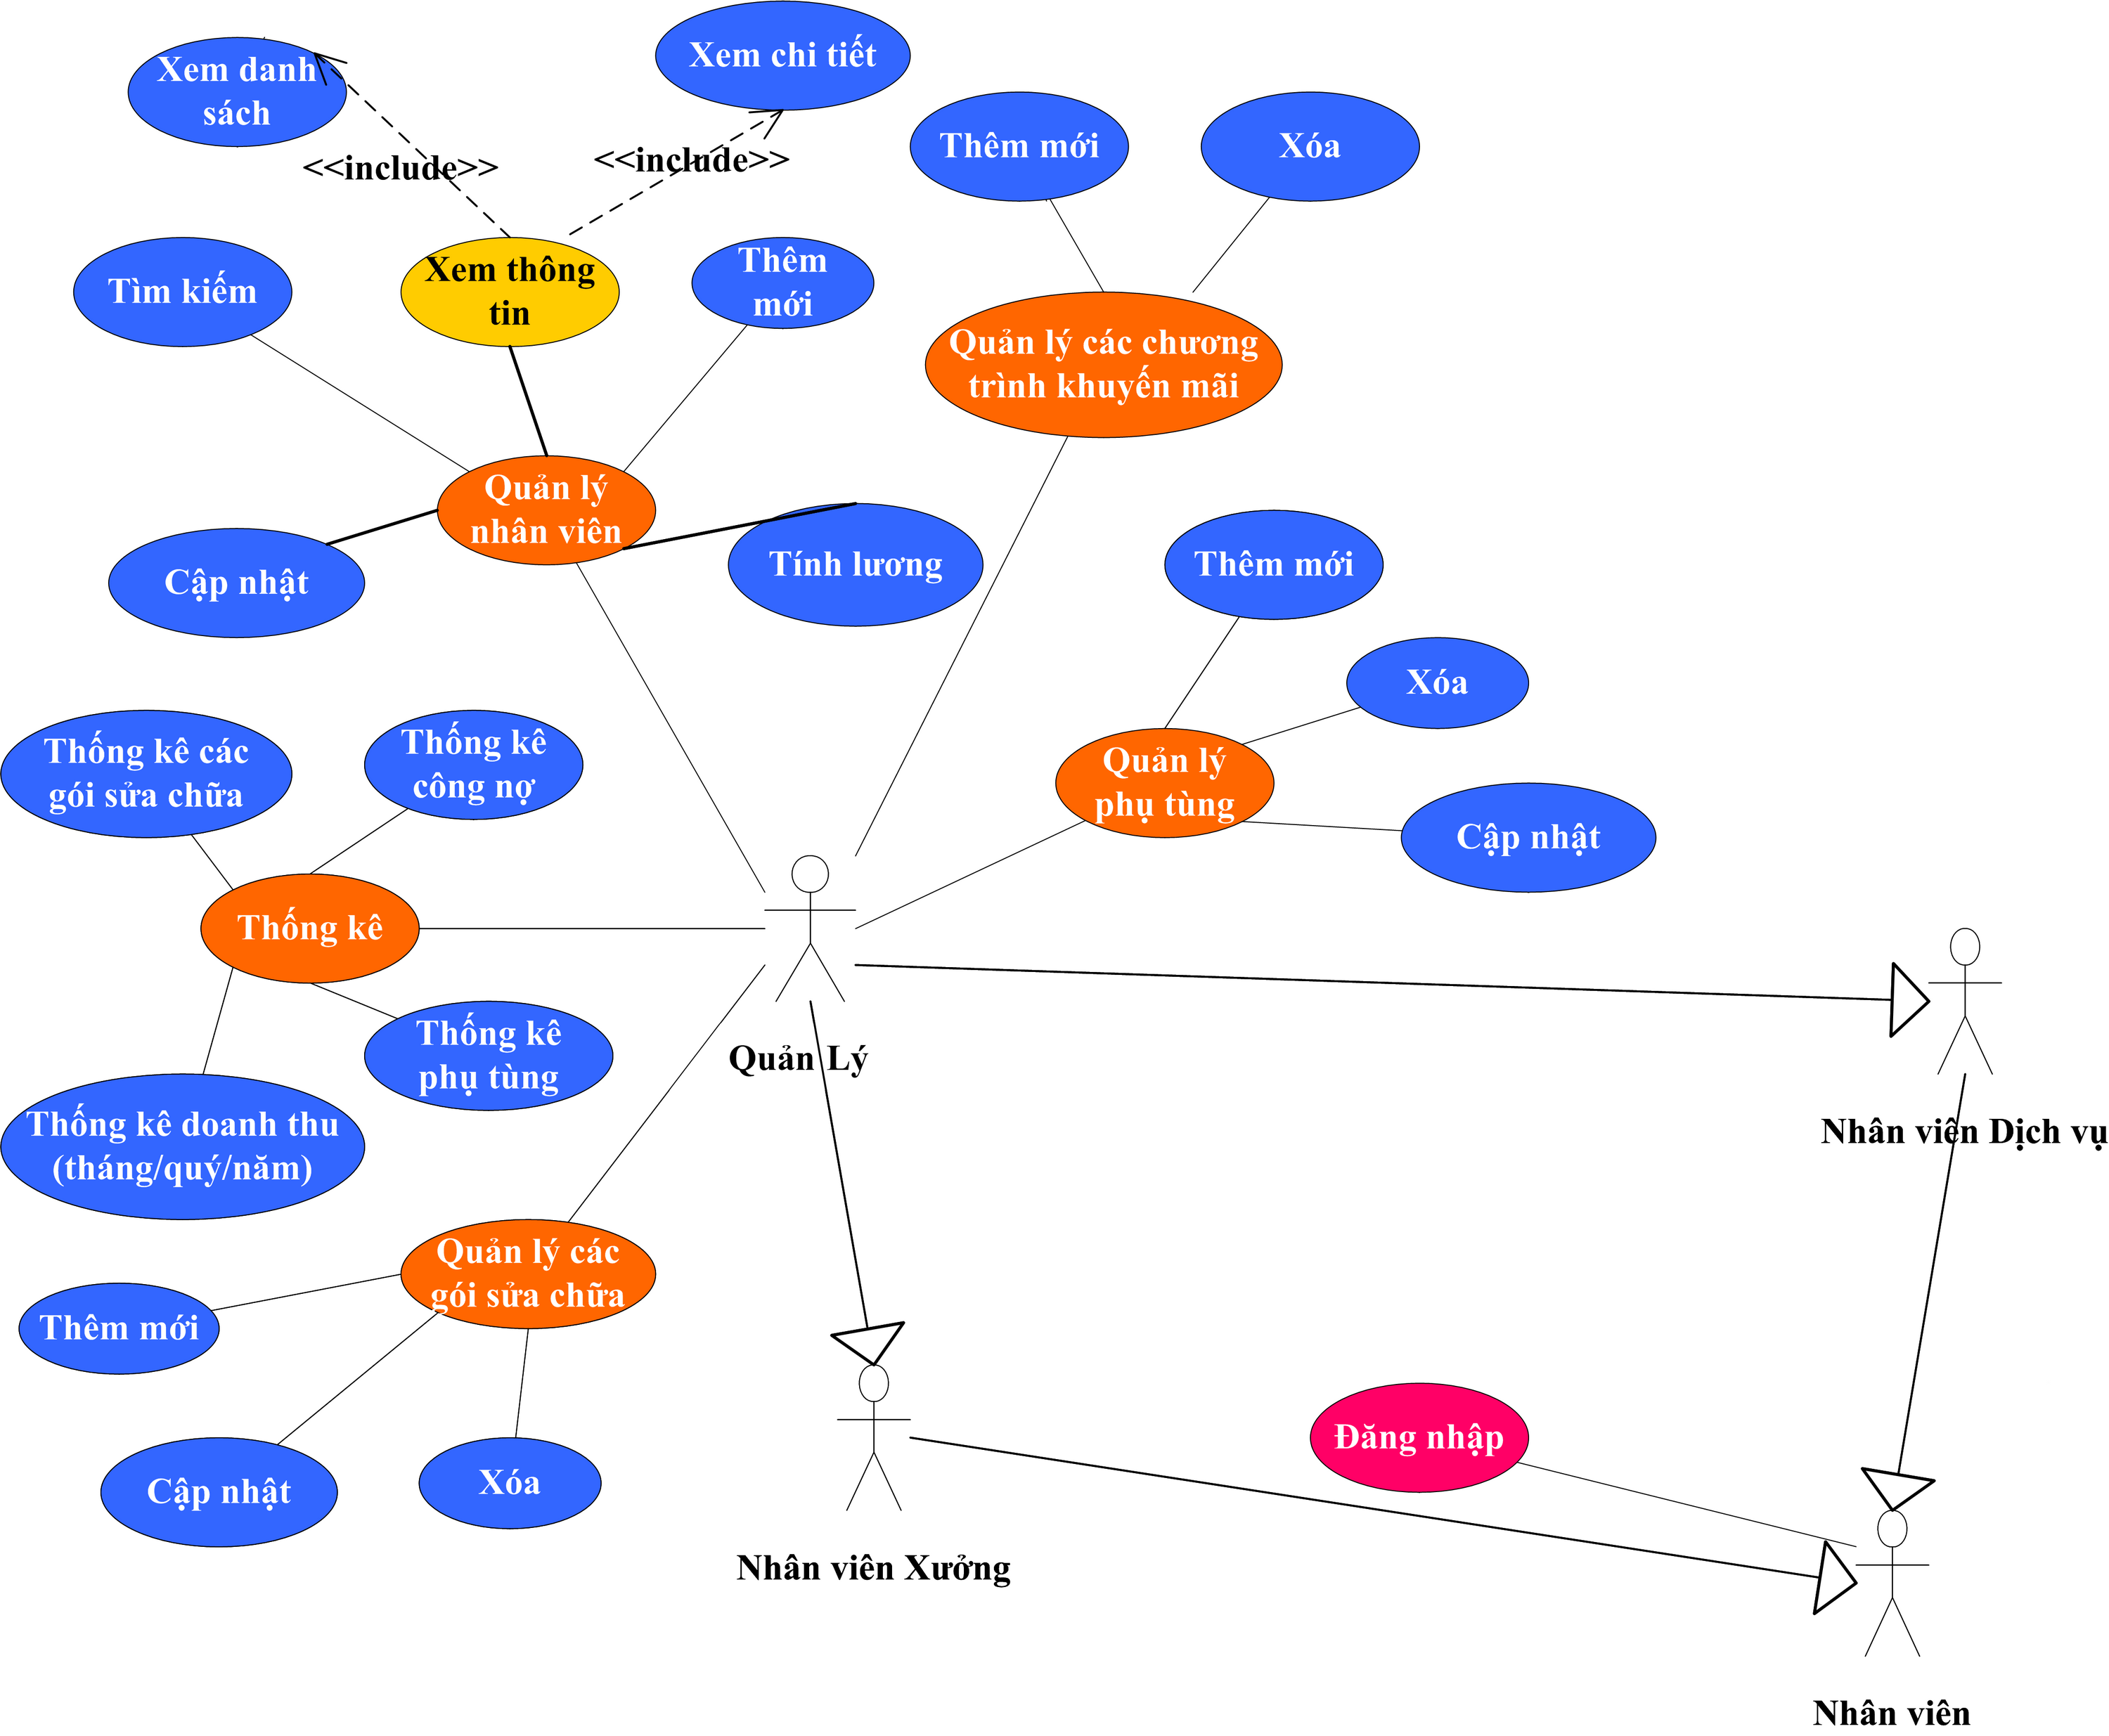 Xem chi tiết
Xem danh
sách
<<include>>
<<include>>
Thêm mới
Xóa
Tìm kiếm
Xem thông
tin
Thêm
mới
Quản lý các chương
trình khuyến mãi
Quản lý
nhân viên
Cập nhật
Tính lương
Thêm mới
Xóa
Quản lý
phụ tùng
Cập nhật
Thống kê các
gói sửa chữa
Thống kê
công nợ
Thống kê
Thống kê
phụ tùng
Quản Lý
Thống kê doanh thu
(tháng/quý/năm)
Nhân viên Dịch vụ
Quản lý các
gói sửa chữa
Thêm mới
Cập nhật
Xóa
Đăng nhập
Nhân viên Xưởng
Nhân viên